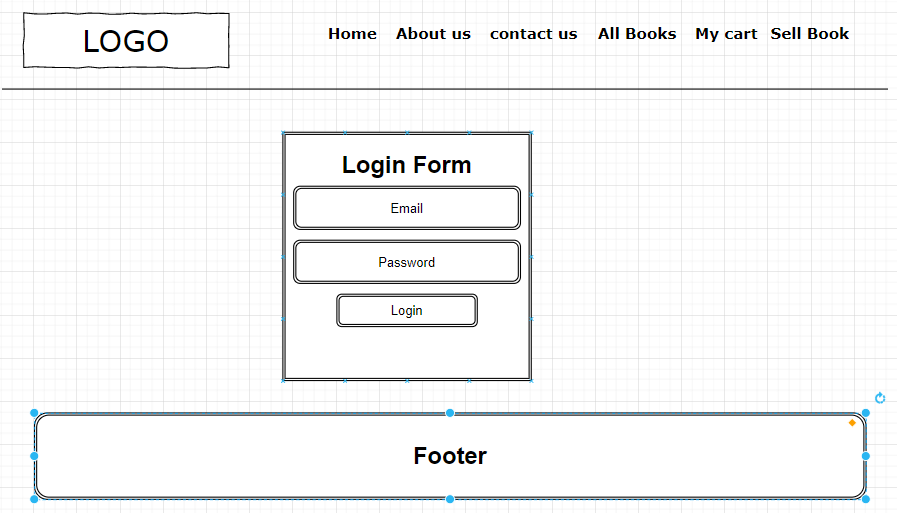 LOGO
Home About us contact us All Books My cart Sell Book
Login Form
Email
Password
Login
Footer